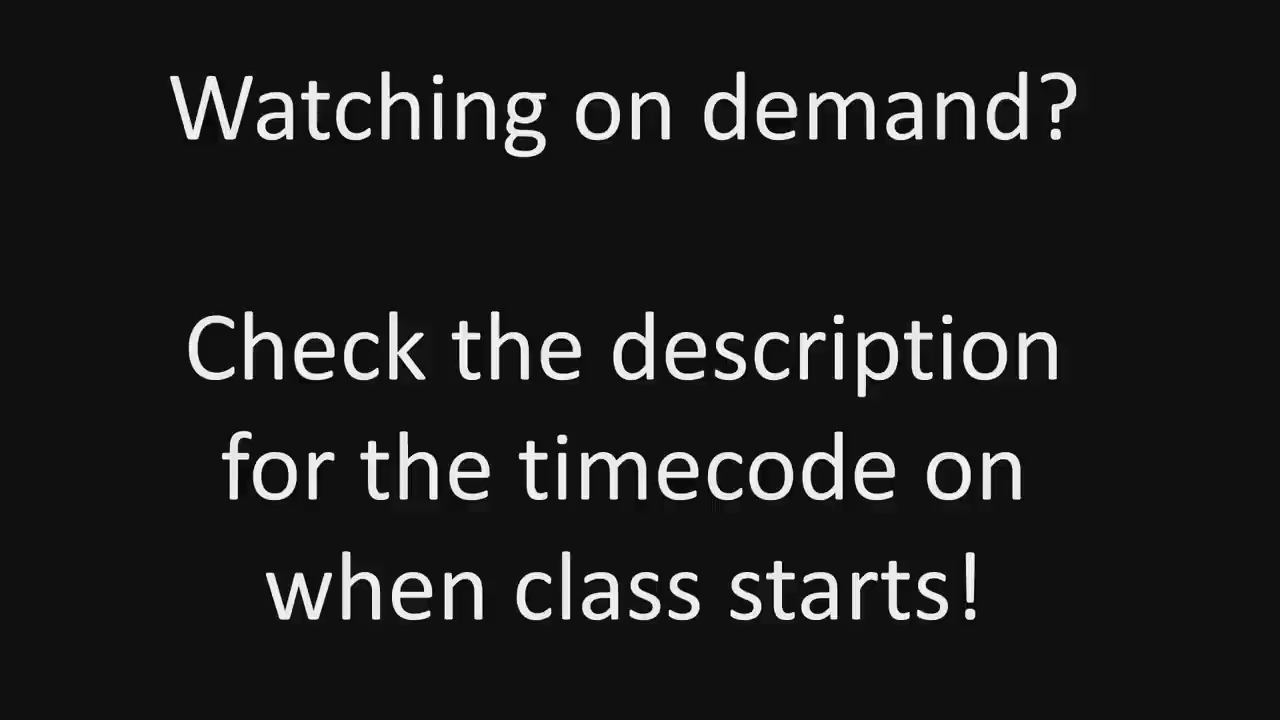 Watching on demand?
Check the description
for the timecode on
when class starts!